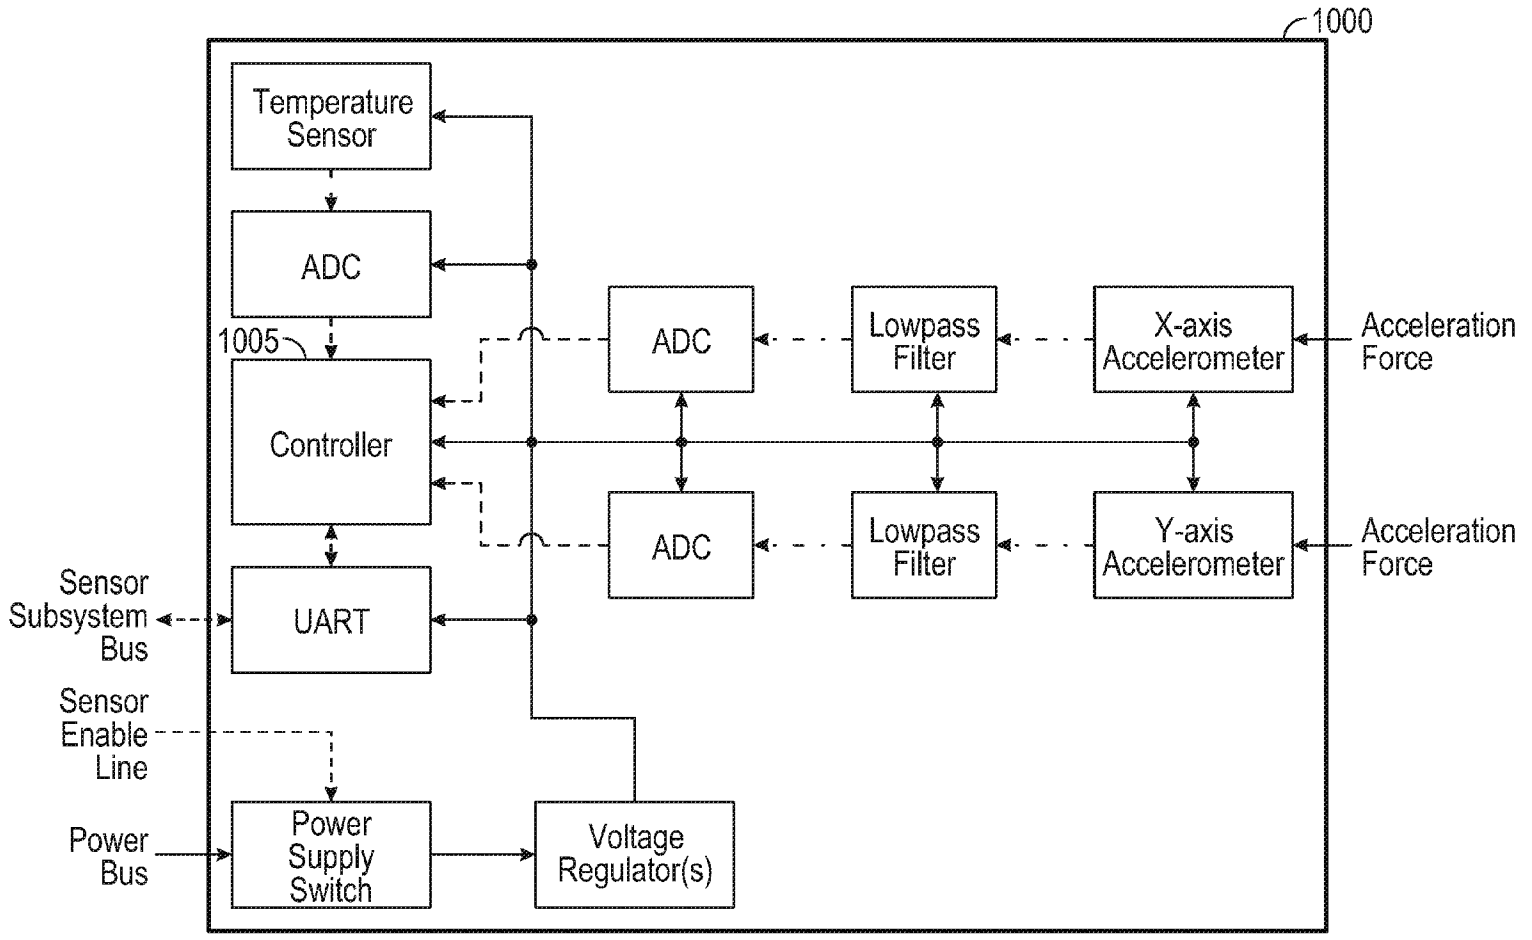 1000
Temperature
Sensor
ADC
1005
Controller
UART
ADC
Lowpass
Filter
X-axis
Accelerometer
Acceleration
Force
ADC
Lowpass
Filter
Y-axis
Accelerometer
Acceleration
Force
Sensor
Subsystem
Bus
Sensor
Enable
Line
Power
Bus
Power
Supply
Switch
Voltage
Regulator(s)